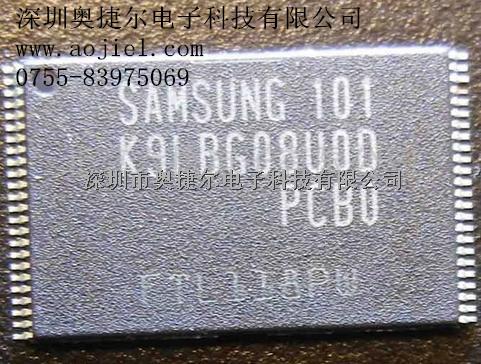 深圳奥捷尔电子科技有限公司
www.aojiel.com
0755-83975069
SAMSUNG 101
K9LBG08U0D
深圳市奥捷尔电子科技有限公司
PCB0
FTL118PW